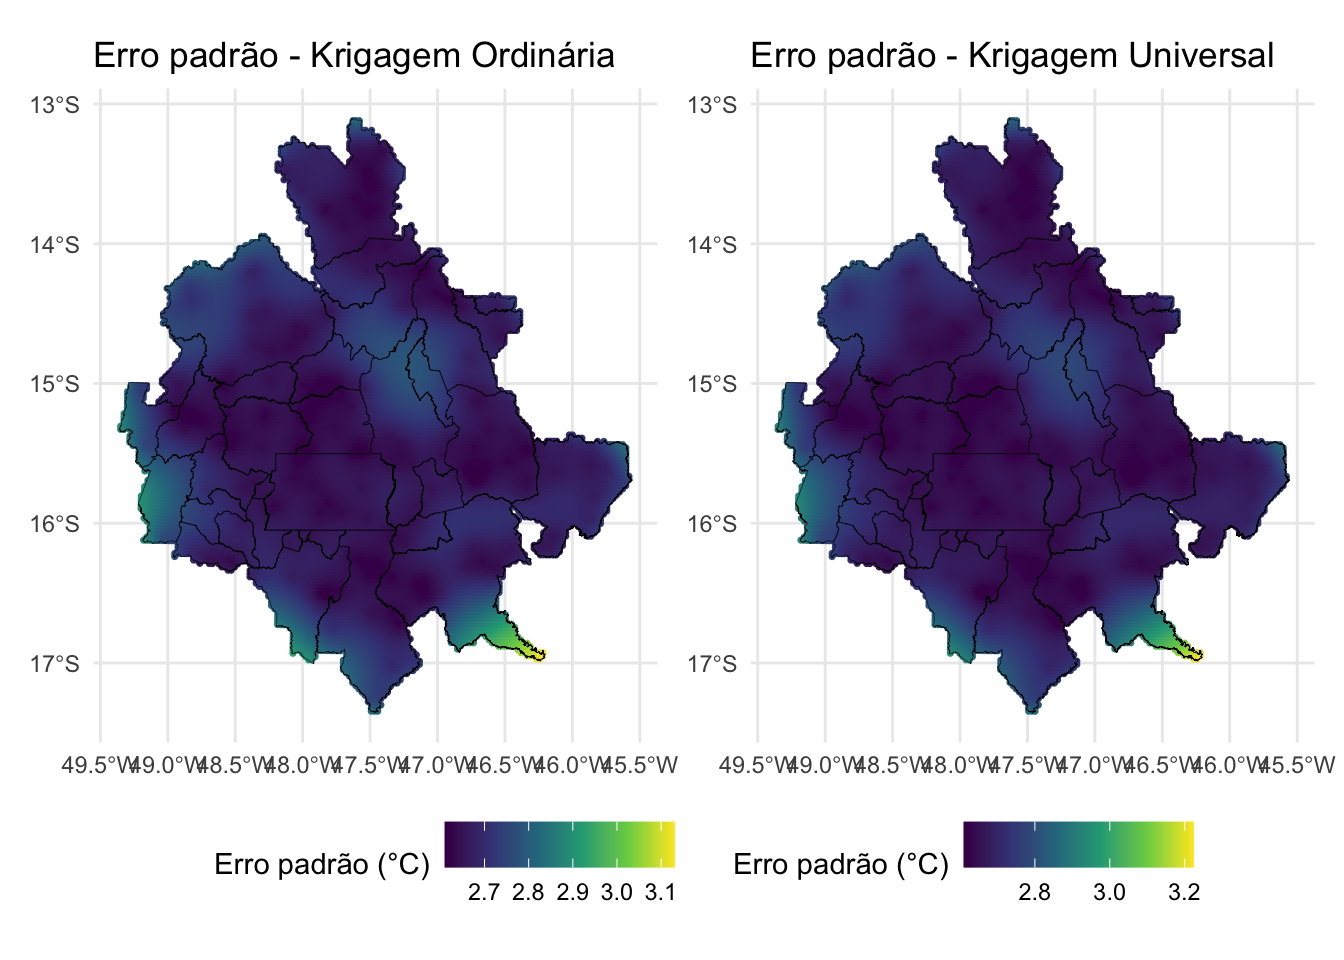 Erro padrão - Krigagem Ordinária
Erro padrão - Krigagem Universal
13°S
14°S
15°S
16°S
17°S
49.5°W 49.0°W 48.5°W 48.0°W 47.5°W 47.0°W 46.5°W 46.0°W 45.5°W
13°S
14°S
15°S
16°S
17°S
49.5°W 49.0°W 48.5°W 48.0°W 47.5°W 47.0°W 46.5°W 46.0°W 45.5°W
Erro padrão (°C)
2.7 2.8 2.9 3.0 3.1
Erro padrão (°C)
2.8 3.0 3.2